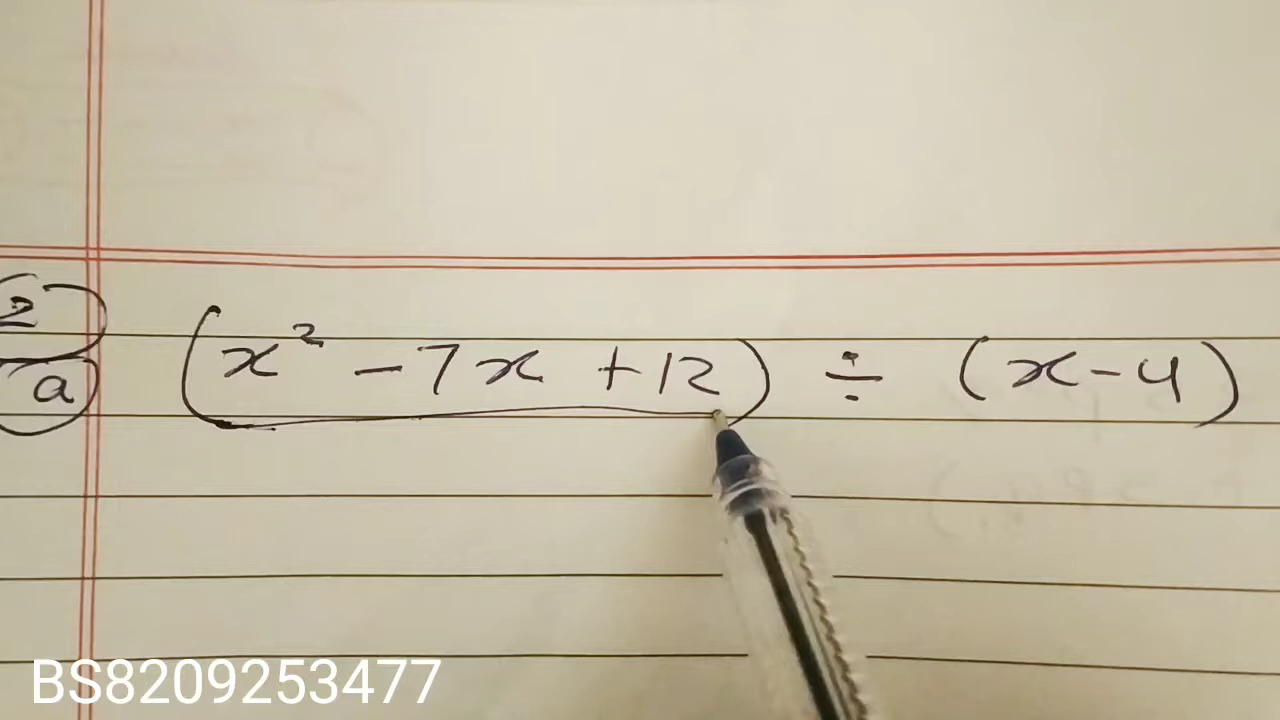 2
a
(x² - 7x + 12) ÷ (x - 4)
BS8209253477